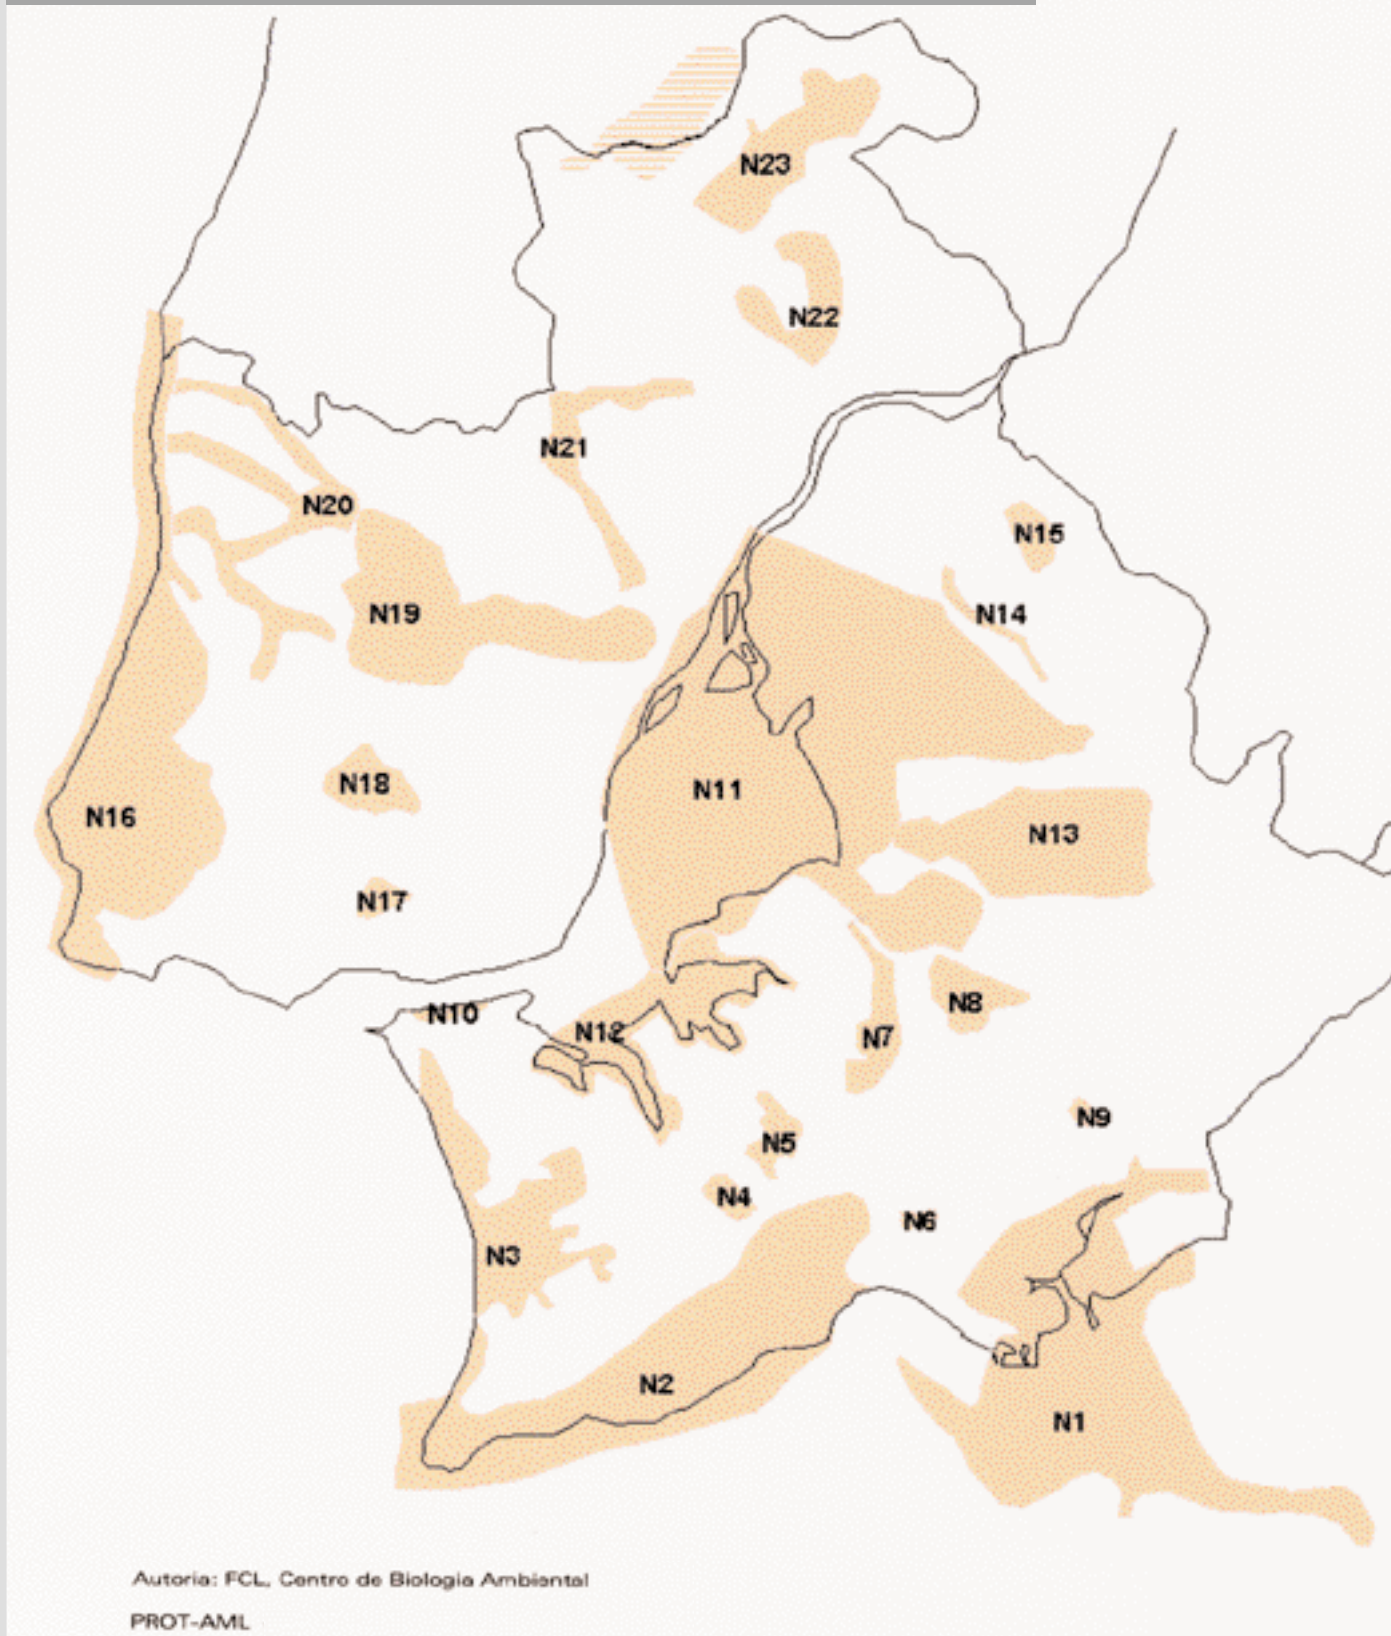 N23
N22
N21
N20
N15
N19
N14
N18
N11
N16
N13
N17
N8
N10
N12
N7
N9
N5
N4
N6
N3
N2
N1
Autoria: FCL, Centro de Biologia Ambiental
PROT-AML